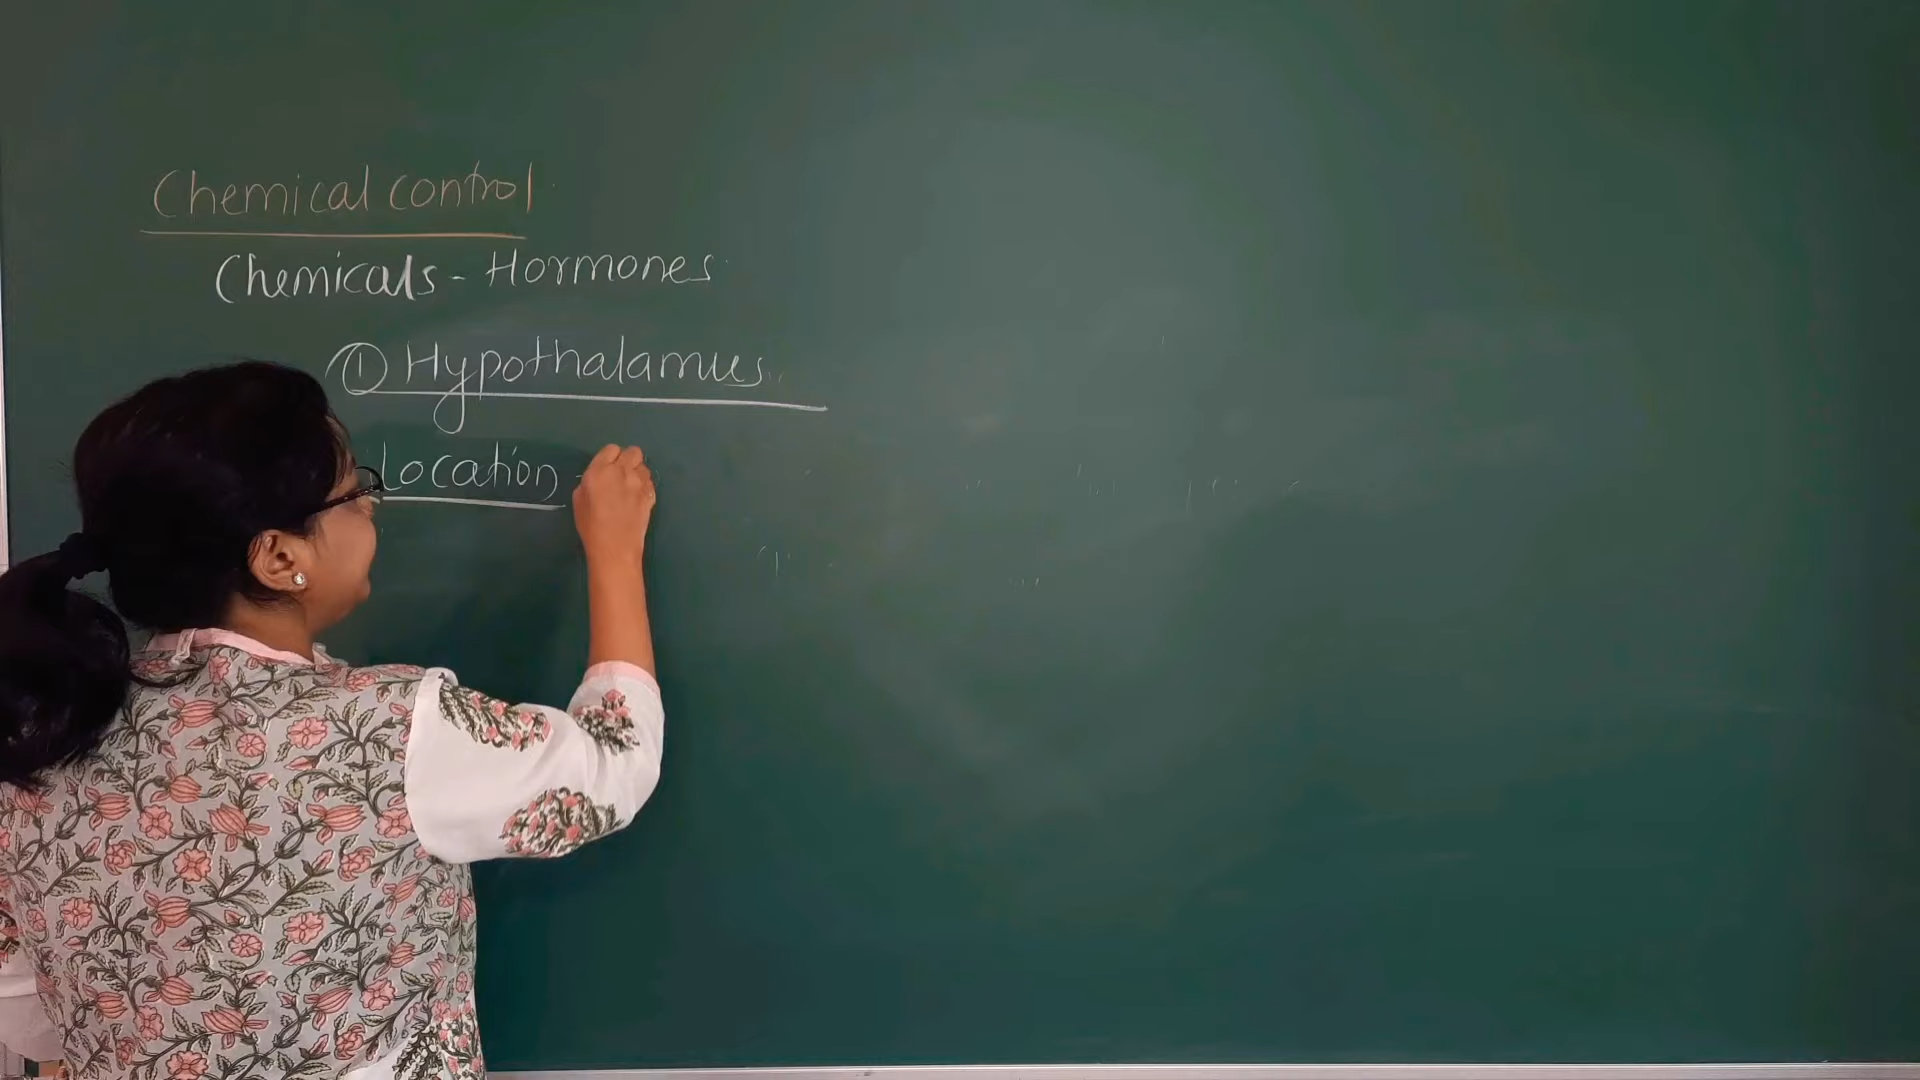 Chemical control
Chemicals - Hormones
① Hypothalamus
Location -